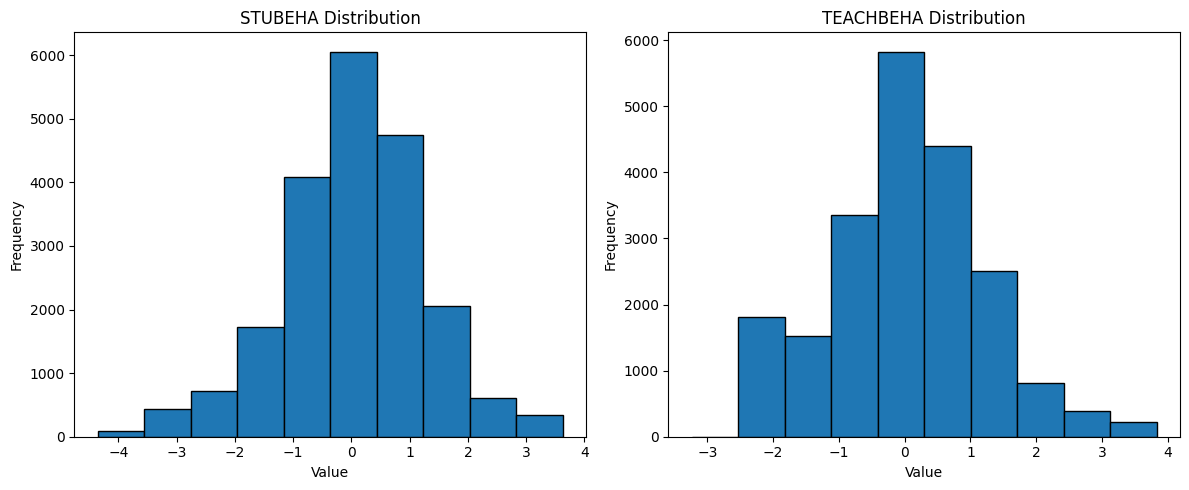 STUBEHA Distribution
TEACHBEHA Distribution
Frequency
6000
5000
4000
3000
2000
1000
0
−4 −3 −2 −1 0 1 2 3 4
Value
Frequency
6000
5000
4000
3000
2000
1000
0
−3 −2 −1 0 1 2 3 4
Value